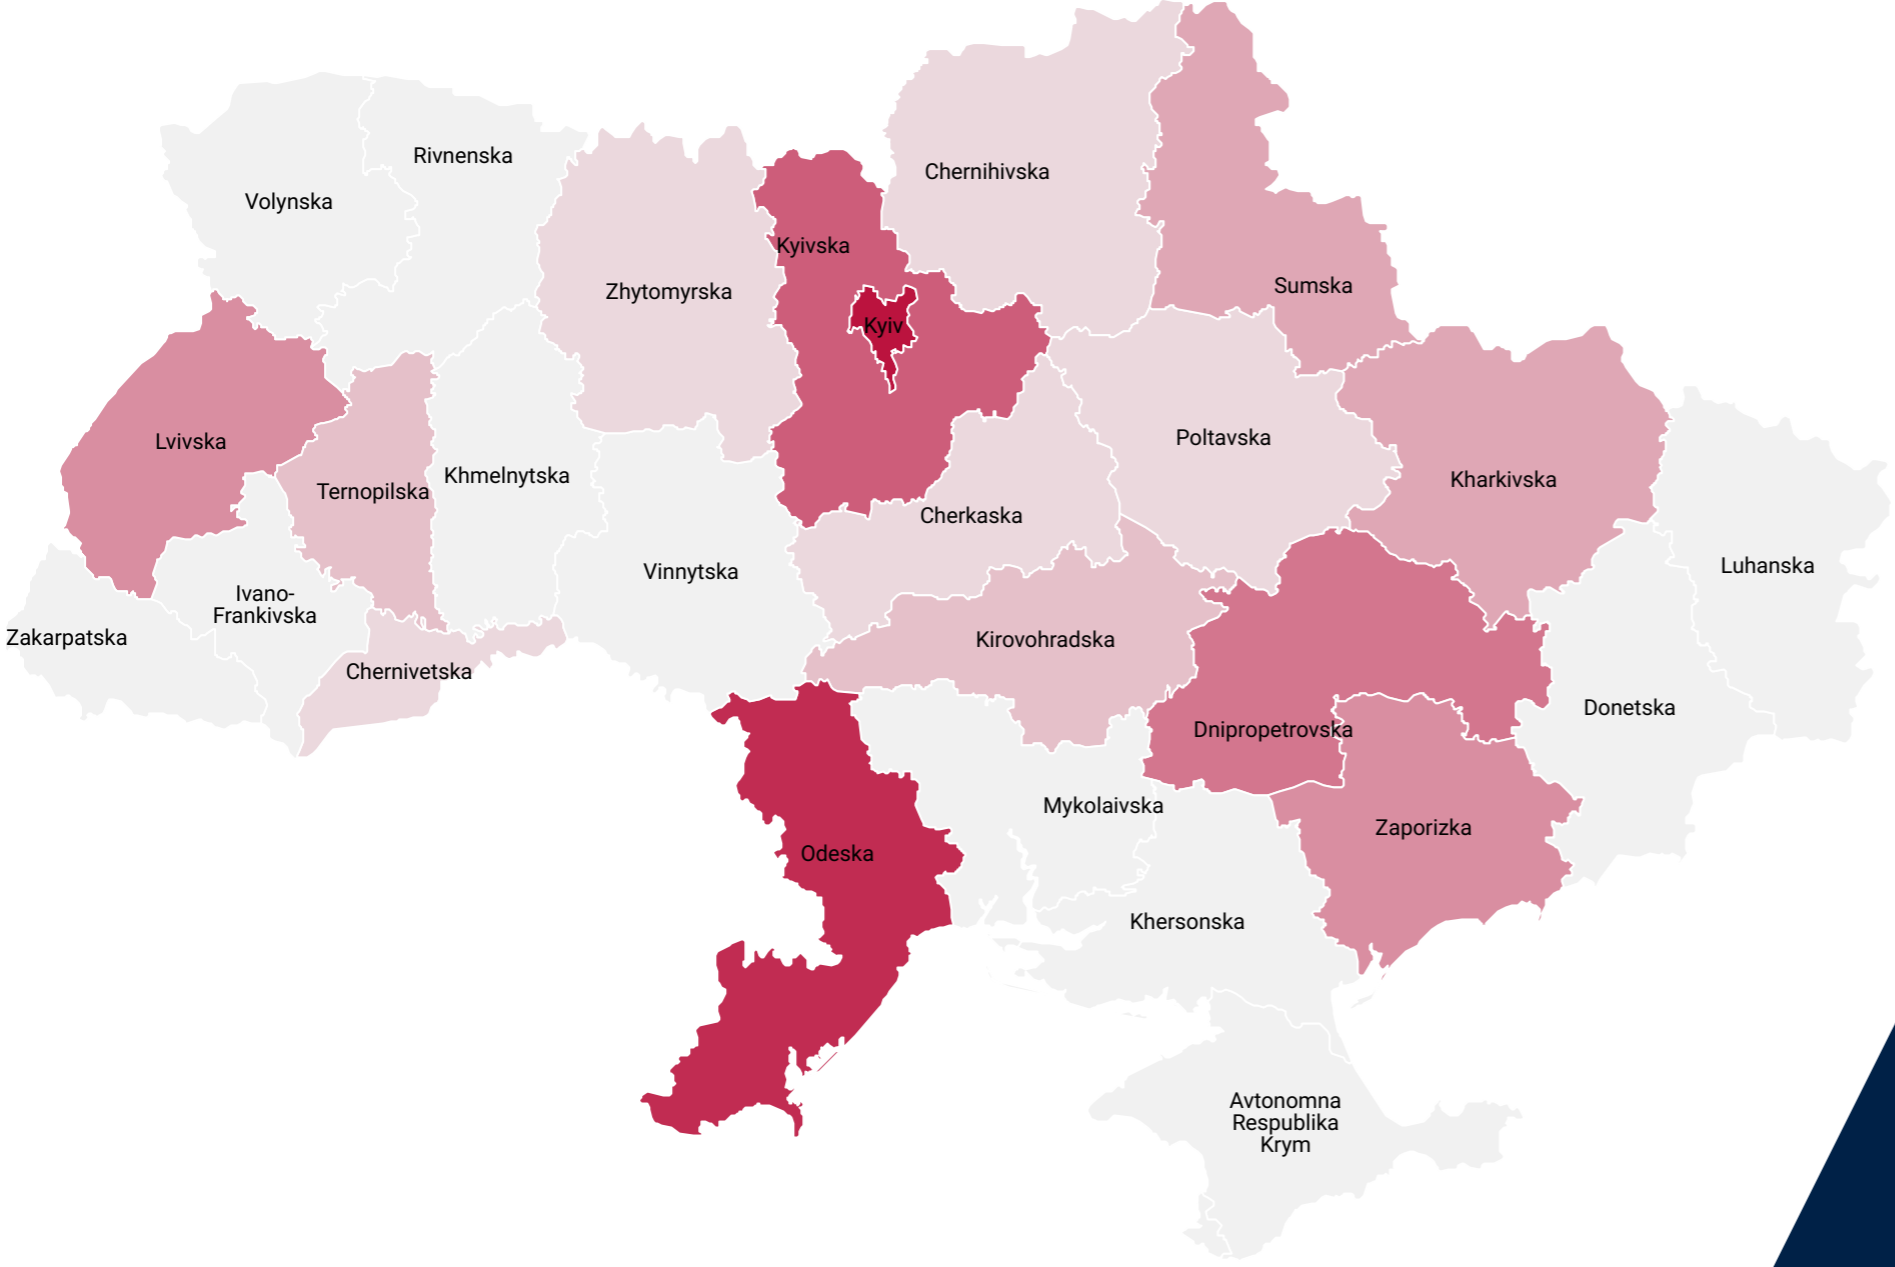 Rivnenska
Chernihivska
Volynska
Kyivska
Sumska
Zhytomyrska
Kyiv
Poltavska
Lvivska
Khmelnytska
Kharkivska
Ternopilska
Cherkaska
Luhanska
Vinnytska
Ivano-
Frankivska
Zakarpatska
Kirovohradska
Chernivetska
Donetska
Dnipropetrovska
Mykolaivska
Zaporizka
Odeska
Khersonska
Avtonomna
Respublika
Krym